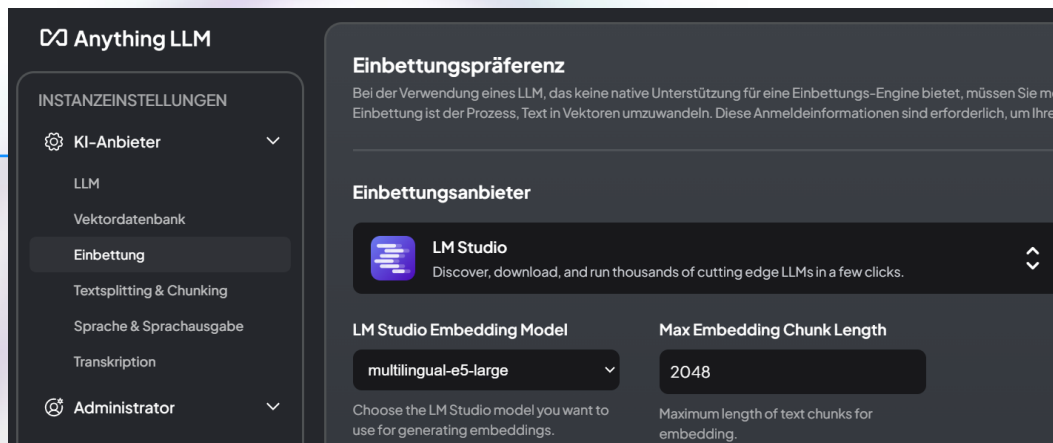 Anything LLM
INSTANZEINSTELLUNGEN
KI-Anbieter
LLM
Vektordatenbank
Einbettung
Textsplitting & Chunking
Sprache & Sprachausgabe
Transkription
Administrator
Einbettungspräferenz
Bei der Verwendung eines LLM, das keine native Unterstützung für eine Einbettungs-Engine bietet, müssen Sie
Einbettung ist der Prozess, Text in Vektoren umzuwandeln. Diese Anmeldeinformationen sind erforderlich, um Ihre
Einbettungsanbieter
LM Studio
Discover, download, and run thousands of cutting edge LLMs in a few clicks.
LM Studio Embedding Model
multilingual-e5-large
Choose the LM Studio model you want to
use for generating embeddings.
Max Embedding Chunk Length
2048
Maximum length of text chunks for
embedding.